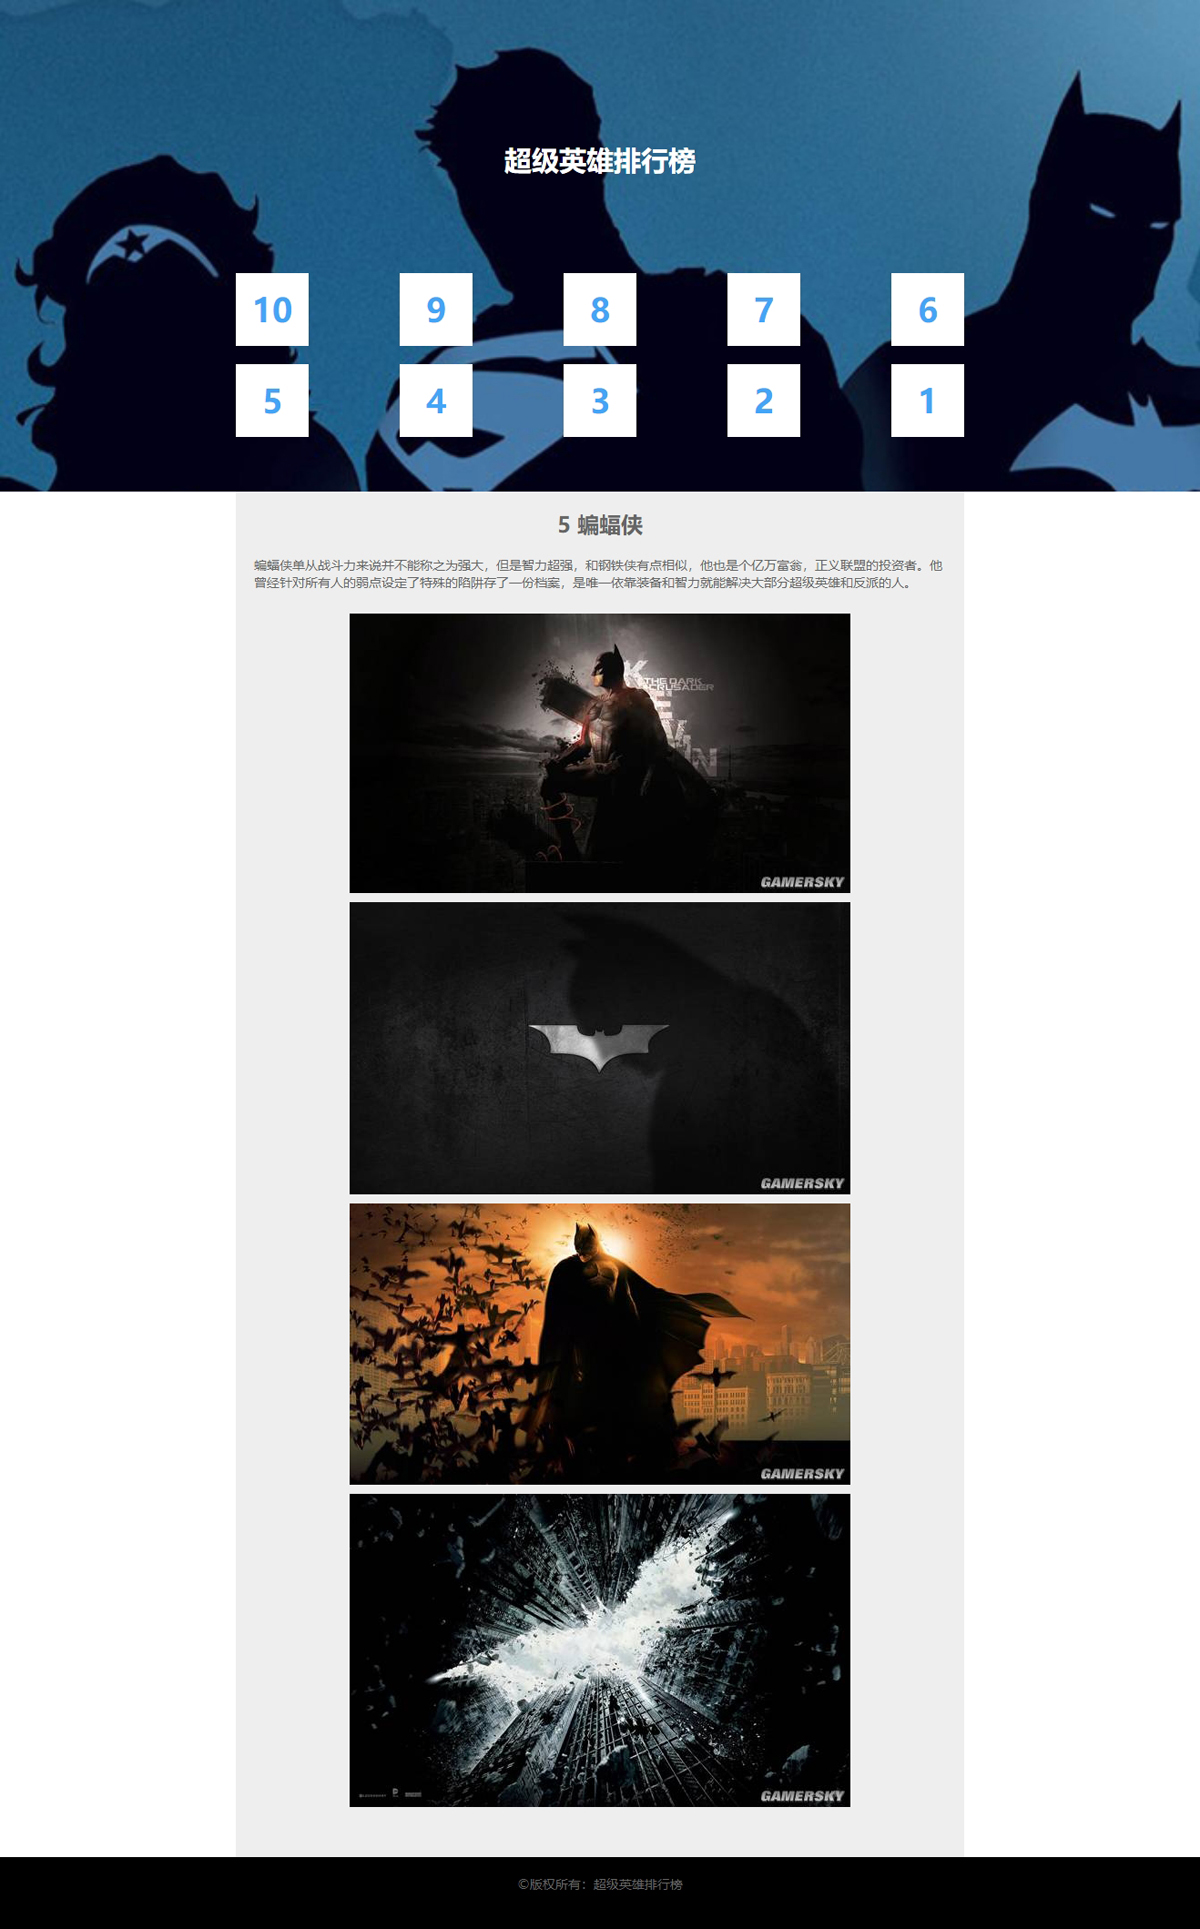 超级英雄排行榜
10 9 8 7 6
5 4 3 2 1
5 蝙蝠侠
蝙蝠侠单从战斗力来说并不能称之为强大，但是智力超强，和钢铁侠有点相似，他也是个亿万富翁，正义联盟的投资者。他
曾经针对所有人的弱点设定了特殊的陷阱存了一份档案，是唯一依靠装备和智力就能解决大部分超级英雄和反派的人。
THE DARK
CRUSADER
GAMERSKY
GAMERSKY
GAMERSKY
GAMERSKY
©版权所有：超级英雄排行榜